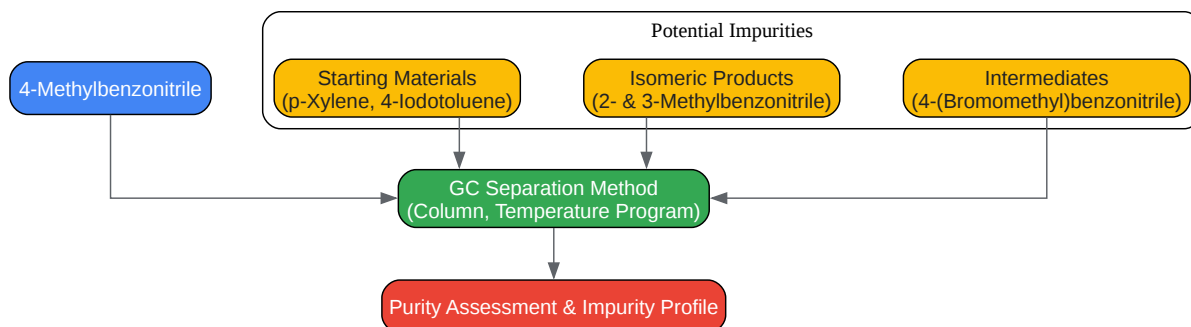 Potential Impurities
4-Methylbenzonitrile
Starting Materials
(p-Xylene, 4-Iodotoluene)
Isomeric Products
(2- & 3-Methylbenzonitrile)
Intermediates
(4-(Bromomethyl)benzonitrile)
GC Separation Method
(Column, Temperature Program)
Purity Assessment & Impurity Profile